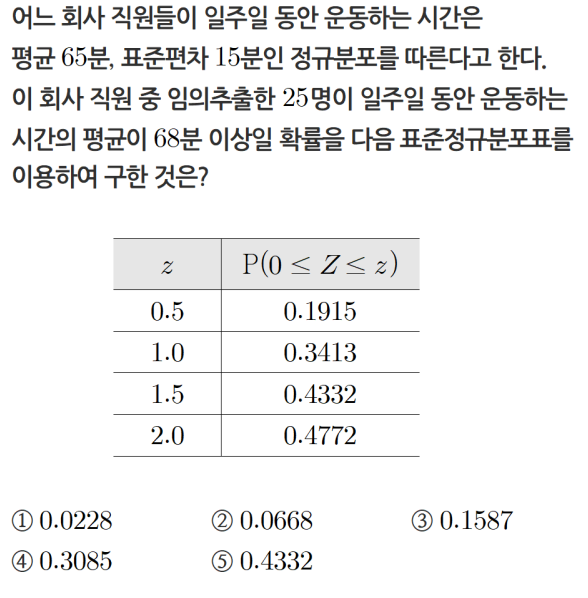 어느 회사 직원들이 일주일 동안 운동하는 시간은
평균 65분, 표준편차 15분인 정규분포를 따른다고 한다.
이 회사 직원 중 임의추출한 25명이 일주일 동안 운동하는
시간의 평균이 68분 이상일 확률을 다음 표준정규분포표를
이용하여 구한 것은?
z P(0 ≤ Z ≤ z)
0.5 0.1915
1.0 0.3413
1.5 0.4332
2.0 0.4772
① 0.0228 ② 0.0668 ③ 0.1587
④ 0.3085 ⑤ 0.4332